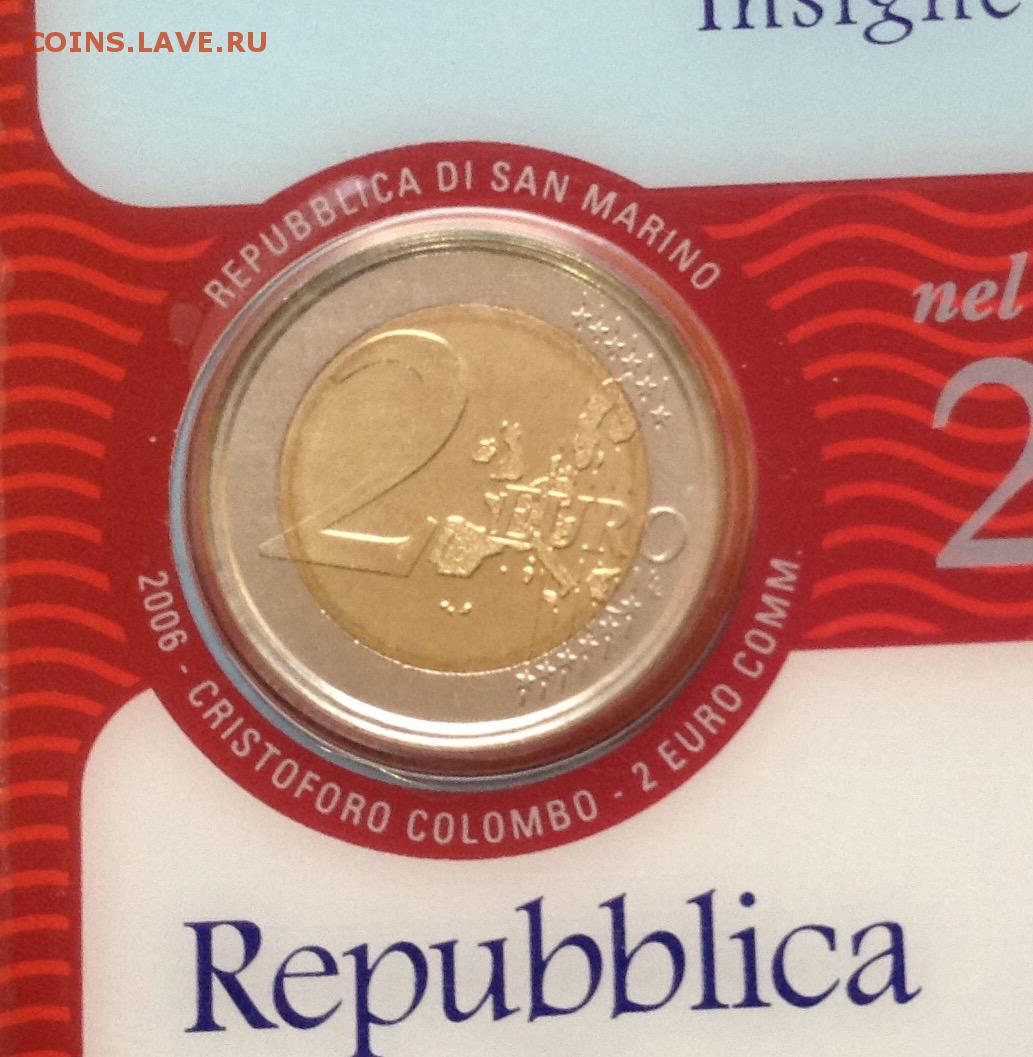 COINS.LAVE.RU
insigne
REPUBBLICA DI SAN MARINO
nel
2
2 EURO
2006 - CRISTOFORO COLOMBO - 2 EURO COMM.
Repubblica